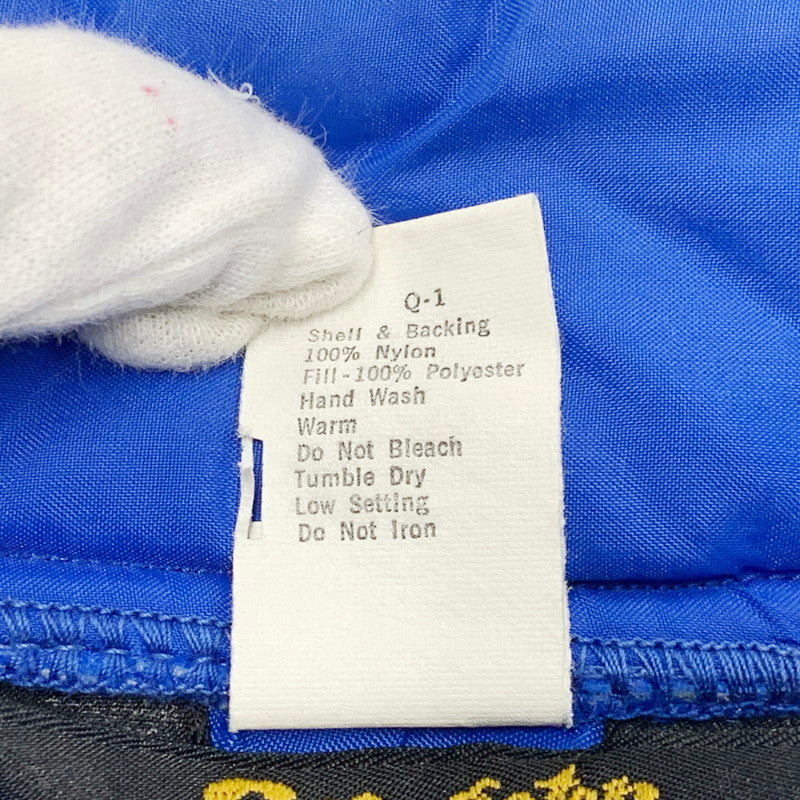 Q-1
Shell & Backing
100% Nylon
Fill-100% Polyester
Hand Wash
Warm
Do Not Bleach
Tumble Dry
Low Setting
Do Not Iron